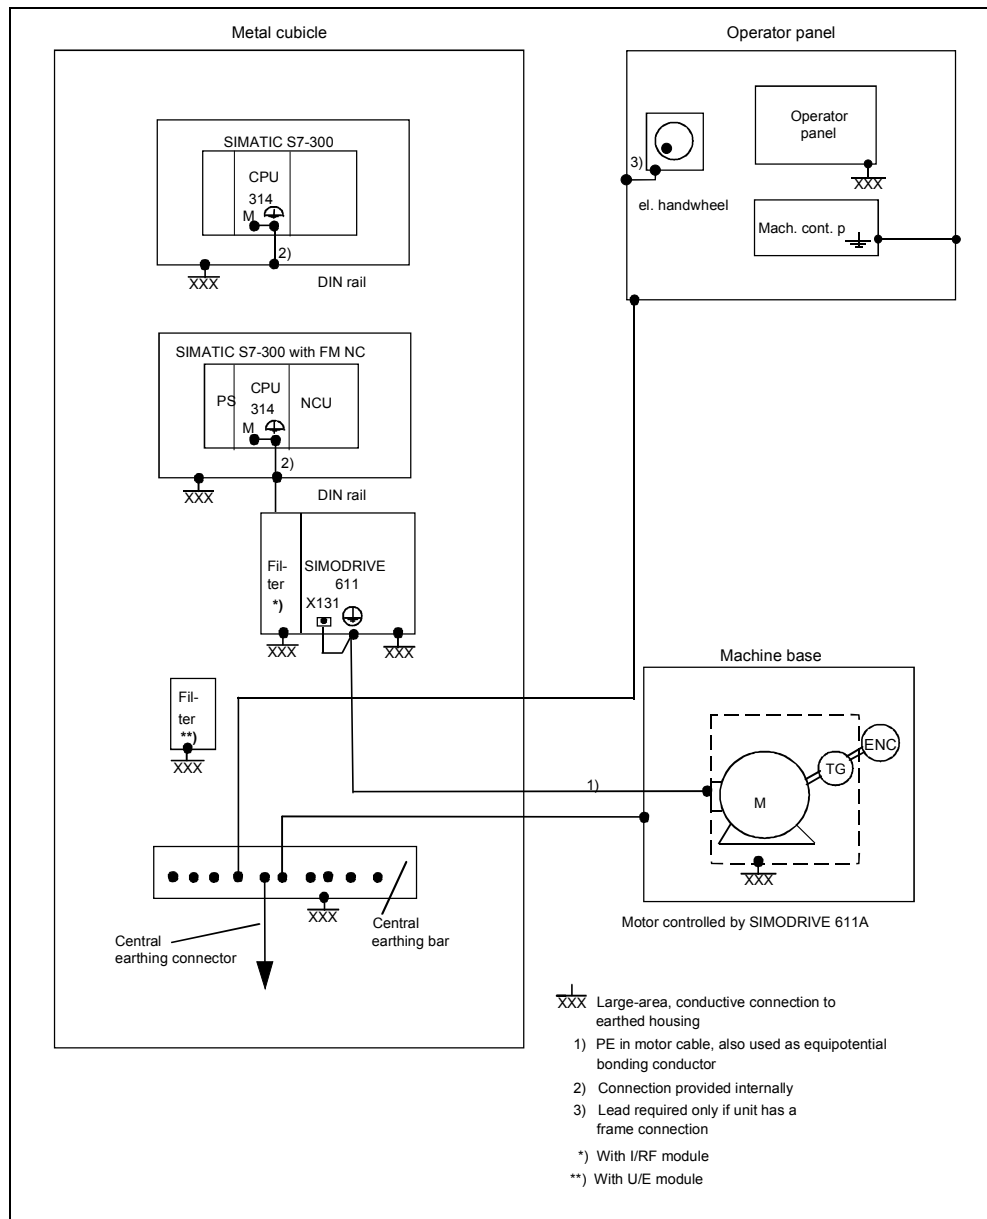 Metal cubicle
Operator panel
SIMATIC S7-300
CPU
314
M
2)
XXX
DIN rail
3)
el. handwheel
Operator
panel
XXX
Mach. cont. p
SIMATIC S7-300 with FM NC
PS
CPU
314
NCU
M
2)
XXX
DIN rail
Fil-
ter
*)
SIMODRIVE
611
X131
XXX
XXX
Fil-
ter
**)
XXX
Machine base
ENC
TG
M
1)
XXX
XXX
Central
earthing connector
Central
earthing bar
Motor controlled by SIMODRIVE 611A
XXX Large-area, conductive connection to
earthed housing
1) PE in motor cable, also used as equipotential
bonding conductor
2) Connection provided internally
3) Lead required only if unit has a
frame connection
*) With I/RF module
**) With U/E module